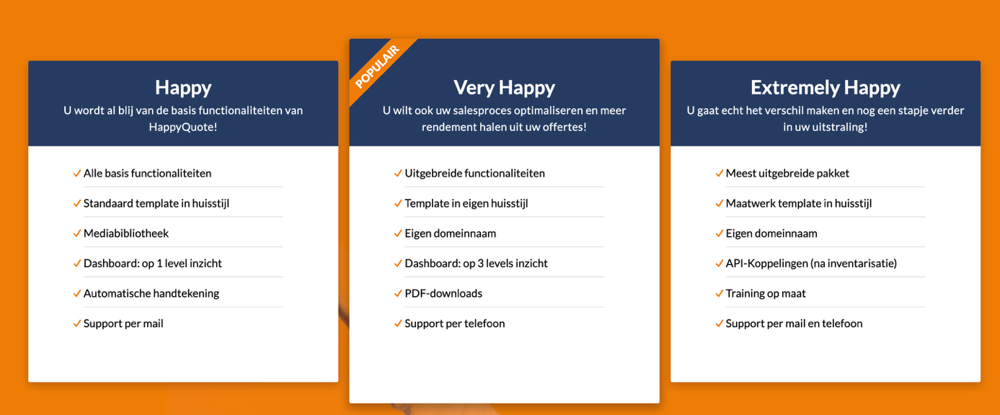 Happy
U wordt al blij van de basis functionaliteiten van
HappyQuote!
Alle basis functionaliteiten
Standaard template in huisstijl
Mediabibliotheek
Dashboard: op 1 level inzicht
Automatische handtekening
Support per mail
POPULAIR
Very Happy
U wilt ook uw salesproces optimaliseren en meer
rendement halen uit uw offertes!
Uitgebreide functionaliteiten
Template in eigen huisstijl
Eigen domeinnaam
Dashboard: op 3 levels inzicht
PDF-downloads
Support per telefoon
Extremely Happy
U gaat echt het verschil maken en nog een stapje verder
in uw uitstraling!
Meest uitgebreide pakket
Maatwerk template in huisstijl
Eigen domeinnaam
API-Koppelingen (na inventarisatie)
Training op maat
Support per mail en telefoon